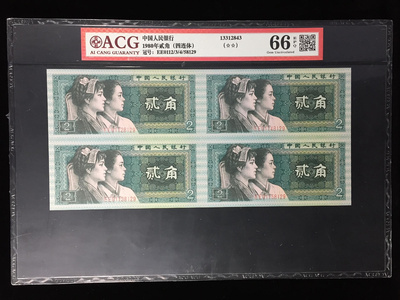 ACG
AI CANG GUARANTY
中国人民银行
1980年贰角（四连体）
冠号：EE0112/3/4/58129
13312843
66 EPQ
中国人民银行
贰角
2
中国人民银行
贰角
2
中国人民银行
贰角
2
中国人民银行
贰角
2